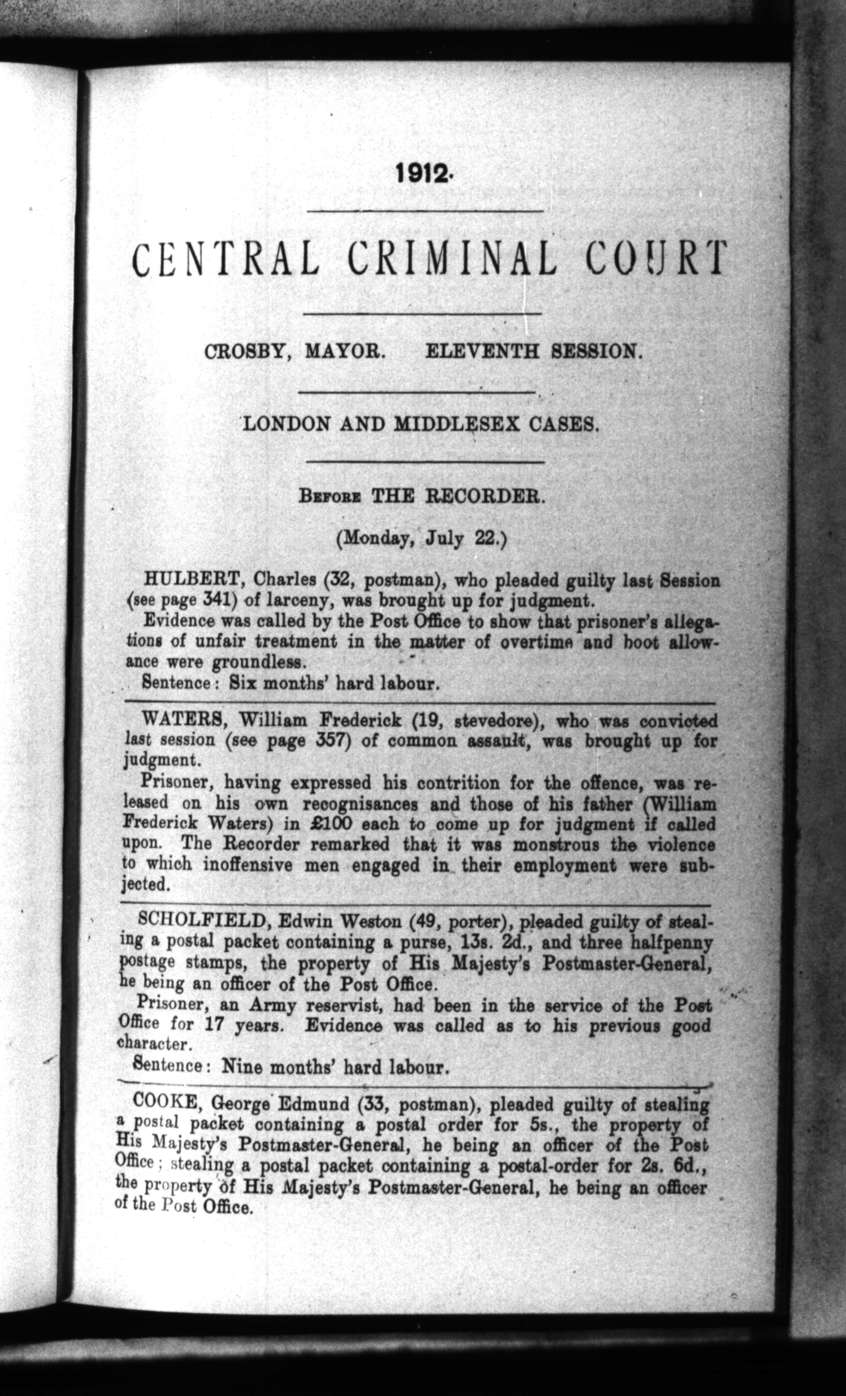 1912.
CENTRAL CRIMINAL COURT
CROSBY, MAYOR. ELEVENTH SESSION.
LONDON AND MIDDLESEX CASES.
BEFORE THE RECORDER.
(Monday, July 22.)
HULBERT, Charles (32, postman), who pleaded guilty last Session
(see page 341) of larceny, was brought up for judgment.
Evidence was called by the Post Office to show that prisoner's allega-
tions of unfair treatment in the matter of overtime and boot allow-
ance were groundless.
Sentence: Six months' hard labour.
WATERS, William Frederick (19, stevedore), who was convicted
last session (see page 357) of common assault, was brought up for
judgment.
Prisoner, having expressed his contrition for the offence, was re-
leased on his own recognisances and those of his father (William
Frederick Waters) in £100 each to come up for judgment if called
upon. The Recorder remarked that it was monstrous the violence
to which inoffensive men engaged in their employment were sub-
jected.
SCHOLFIELD, Edwin Weston (49, porter), pleaded guilty of steal-
ing a postal packet containing a purse, 13s. 2d., and three halfpenny
postage stamps, the property of His Majesty's Postmaster-General,
he being an officer of the Post Office.
Prisoner, an Army reservist, had been in the service of the Post
Office for 17 years. Evidence was called as to his previous good
character.
Sentence: Nine months' hard labour.
COOKE, George Edmund (33, postman), pleaded guilty of stealing
a postal packet containing a postal order for 5s., the property of
His Majesty's Postmaster-General, he being an officer of the Post
Office; stealing a postal packet containing a postal-order for 2s. 6d.,
the property of His Majesty's Postmaster-General, he being an officer
of the Post Office.